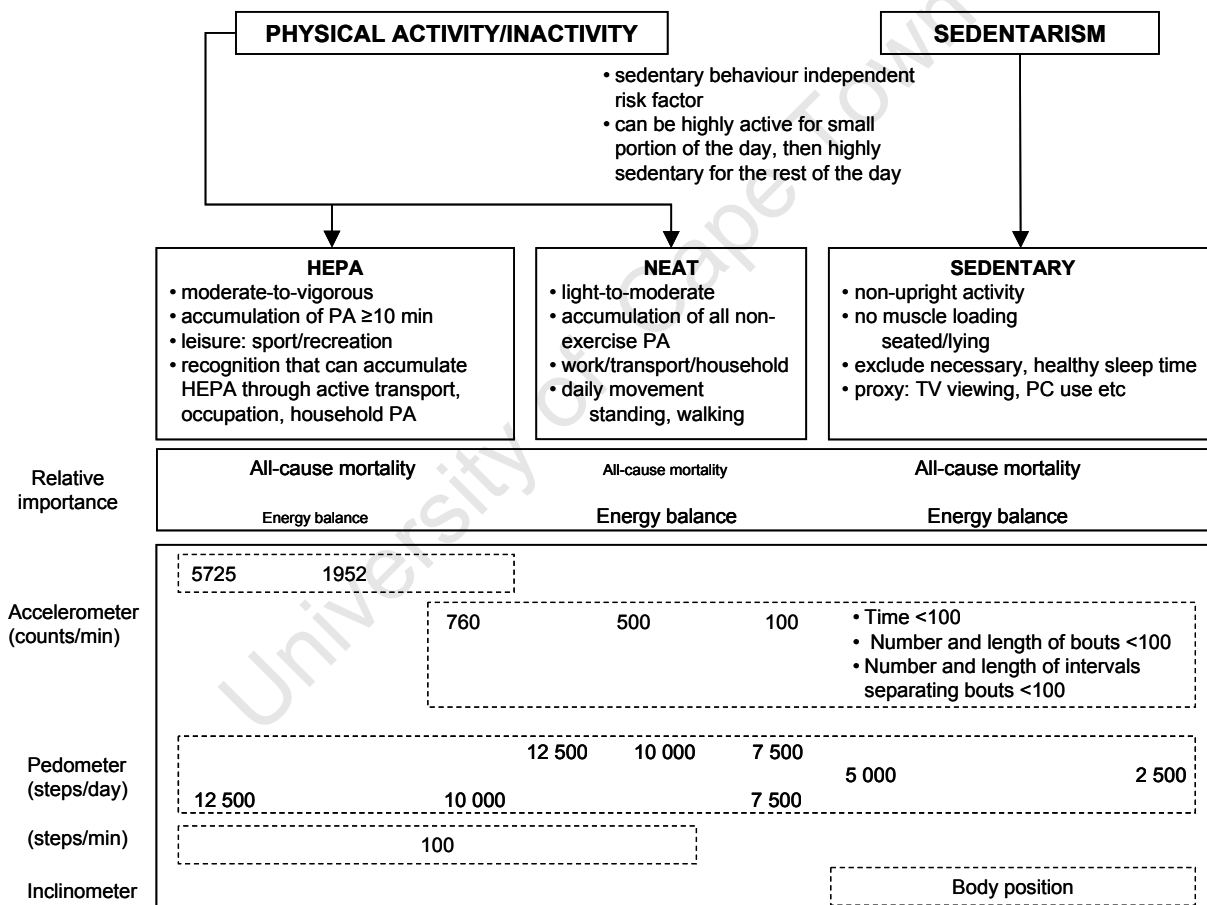 PHYSICAL ACTIVITY/INACTIVITY
SEDENTARISM
• sedentary behaviour independent
risk factor
• can be highly active for small
portion of the day, then highly
sedentary for the rest of the day
HEPA
• moderate-to-vigorous
• accumulation of PA ≥10 min
• leisure: sport/recreation
• recognition that can accumulate
HEPA through active transport,
occupation, household PA
NEAT
• light-to-moderate
• accumulation of all non-
exercise PA
• work/transport/household
• daily movement
standing, walking
SEDENTARY
• non-upright activity
• no muscle loading
seated/lying
• exclude necessary, healthy sleep time
• proxy: TV viewing, PC use etc
Relative
importance
All-cause mortality
All-cause mortality
All-cause mortality
Energy balance
Energy balance
Energy balance
Accelerometer
(counts/min)
5725 1952
760 500 100
• Time <100
• Number and length of bouts <100
• Number and length of intervals
separating bouts <100
Pedometer
(steps/day)
12 500 10 000 7 500
5 000 2 500
12 500 10 000 7 500
(steps/min)
100
Inclinometer
Body position
University of Cape Town